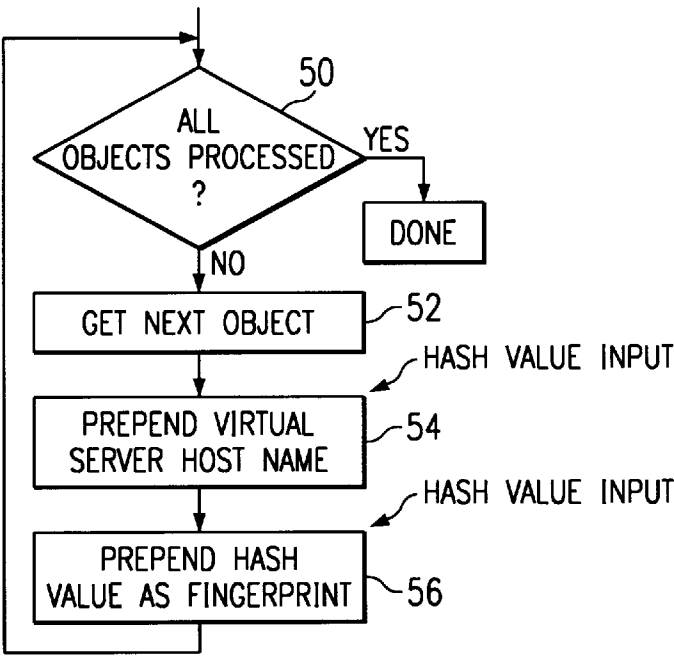 50
ALL
OBJECTS PROCESSED
?
YES
DONE
NO
GET NEXT OBJECT
52
HASH VALUE INPUT
PREPEND VIRTUAL
SERVER HOST NAME
54
HASH VALUE INPUT
PREPEND HASH
VALUE AS FINGERPRINT
56